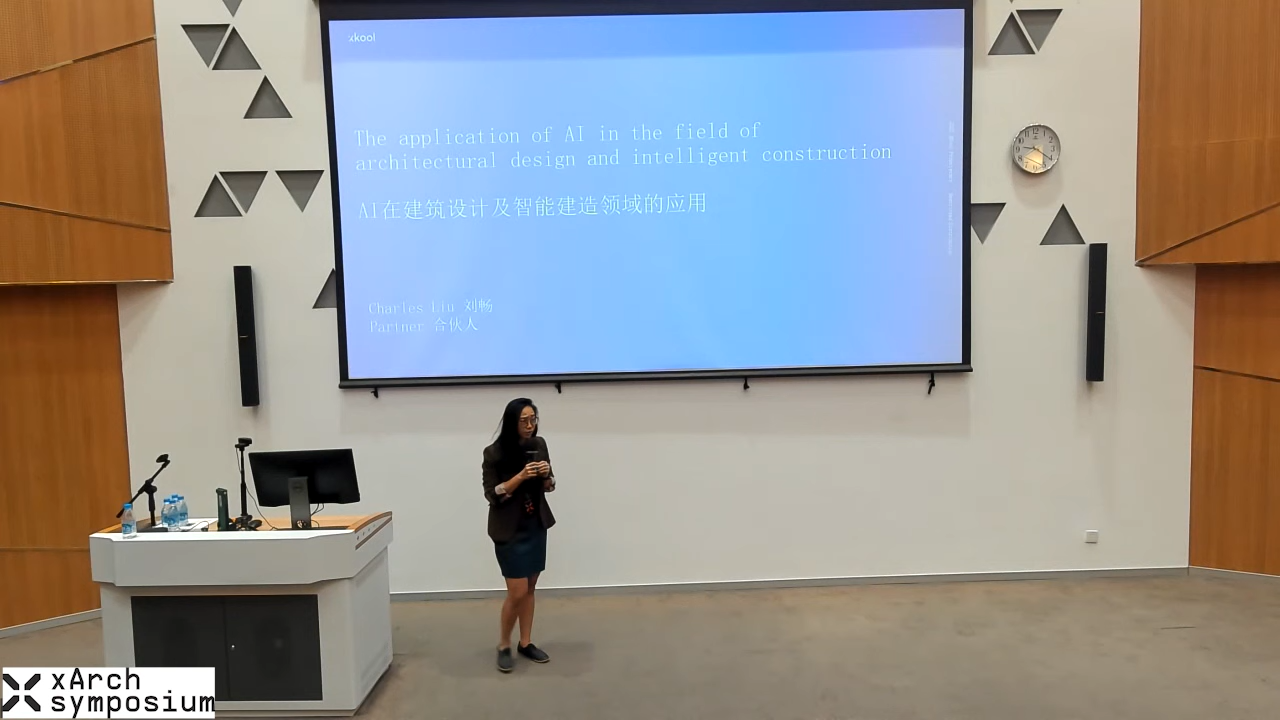 xkool
The application of AI in the field of
architectural design and intelligent construction
AI在建筑设计及智能建造领域的应用
Charles Liu 刘畅
Partner 合伙人
xArch
symposium